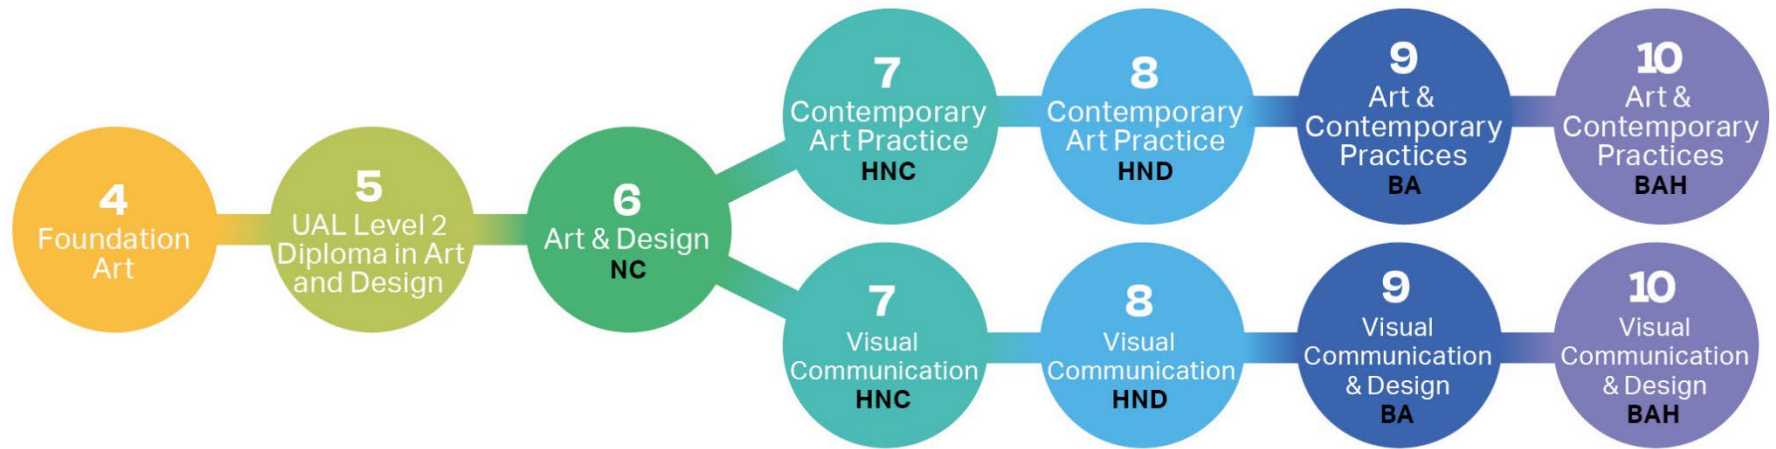 4
Foundation
Art
5
UAL Level 2
Diploma in Art
and Design
6
Art & Design
NC
7
Contemporary
Art Practice
HNC
8
Contemporary
Art Practice
HND
9
Art &
Contemporary
Practices
BA
10
Art &
Contemporary
Practices
BAH
7
Visual
Communication
HNC
8
Visual
Communication
HND
9
Visual
Communication
& Design
BA
10
Visual
Communication
& Design
BAH